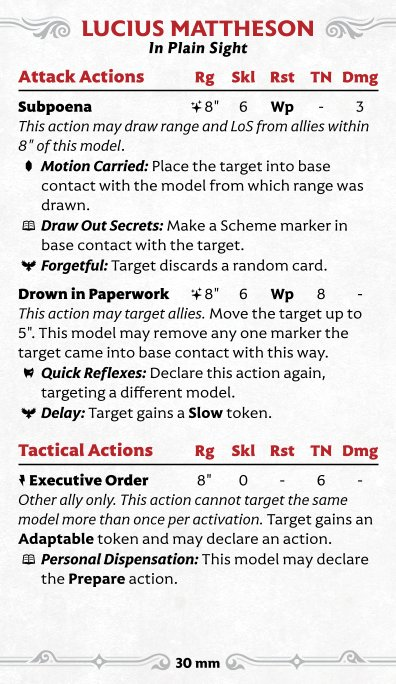 LUCIUS MATTHESON
In Plain Sight
Attack Actions Rg Skl Rst TN Dmg
Subpoena 8" 6 Wp - 3
This action may draw range and LoS from allies within
8" of this model.
Motion Carried: Place the target into base
contact with the model from which range was
drawn.
Draw Out Secrets: Make a Scheme marker in
base contact with the target.
Forgetful: Target discards a random card.
Drown in Paperwork 8" 6 Wp 8 -
This action may target allies. Move the target up to
5". This model may remove any one marker the
target came into base contact with this way.
Quick Reflexes: Declare this action again,
targeting a different model.
Delay: Target gains a Slow token.
Tactical Actions Rg Skl Rst TN Dmg
Executive Order 8" 0 - 6 -
Other ally only. This action cannot target the same
model more than once per activation. Target gains an
Adaptable token and may declare an action.
Personal Dispensation: This model may declare
the Prepare action.
30 mm